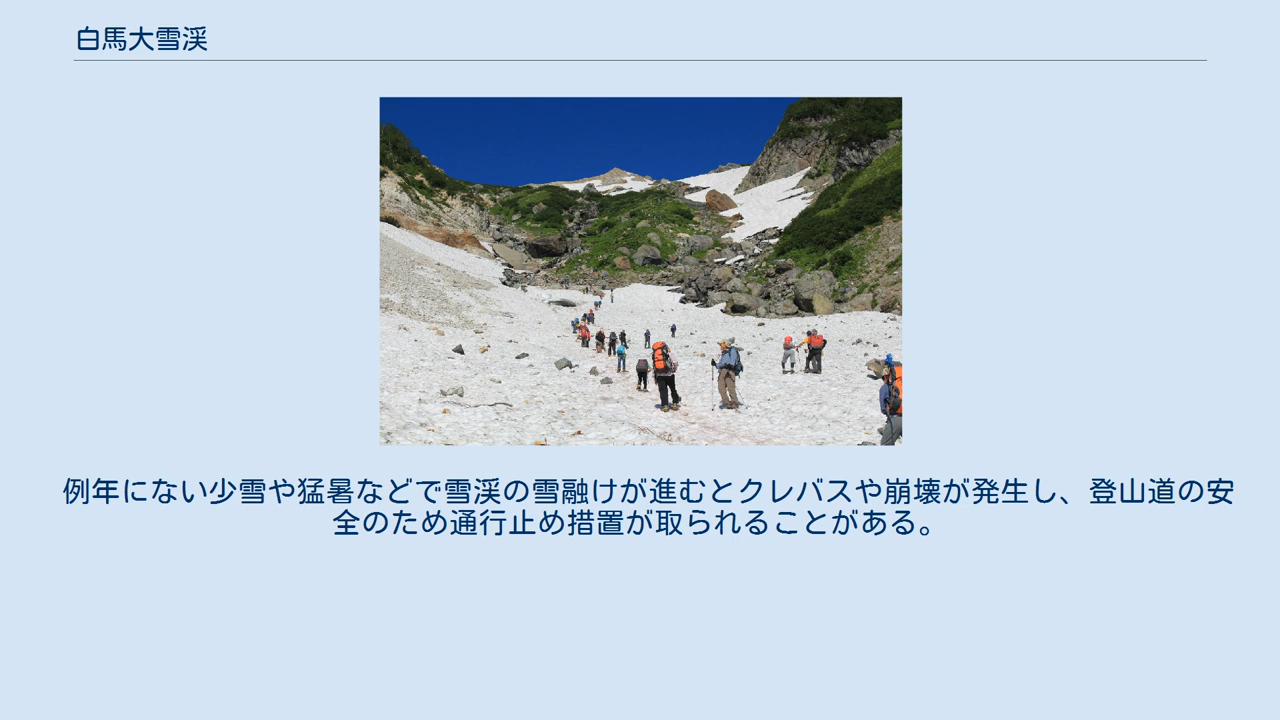 白馬大雪渓
例年にない少雪や猛暑などで雪渓の雪融けが進むとクレバスや崩壊が発生し、登山道の安
全のため通行止め措置が取られることがある。